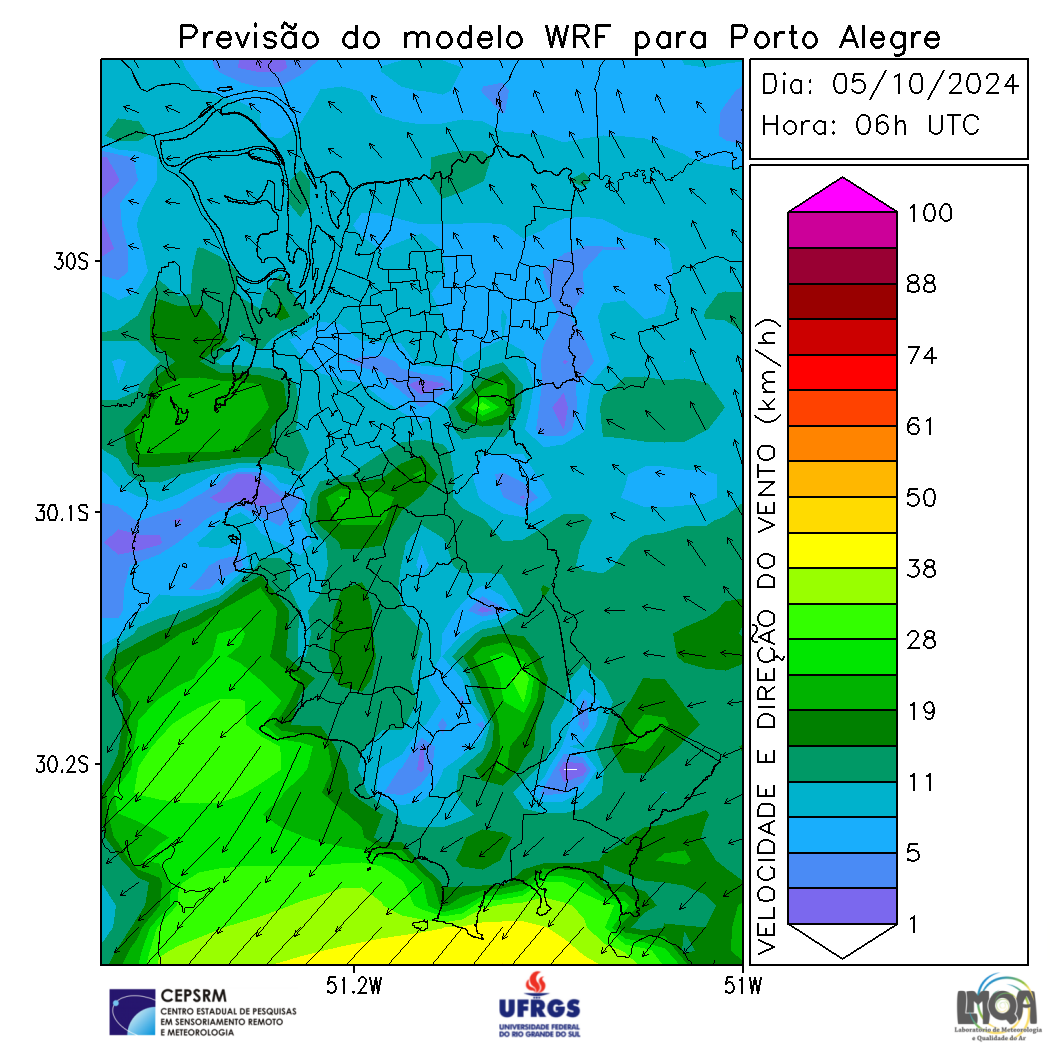 Previsão do modelo WRF para Porto Alegre
Dia: 05/10/2024
Hora: 06h UTC
30S
30.1S
30.2S
51.2W
51W
VELOCIDADE E DIREÇÃO DO VENTO (km/h)
100
88
74
61
50
38
28
19
11
5
1
CEPSRM
CENTRO ESTADUAL DE PESQUISAS
EM SENSORIAMENTO REMOTO
E METEOROLOGIA
UFRGS
UNIVERSIDADE FEDERAL
DO RIO GRANDE DO SUL
LMQA
Laboratório de Meteorologia
e Qualidade do Ar